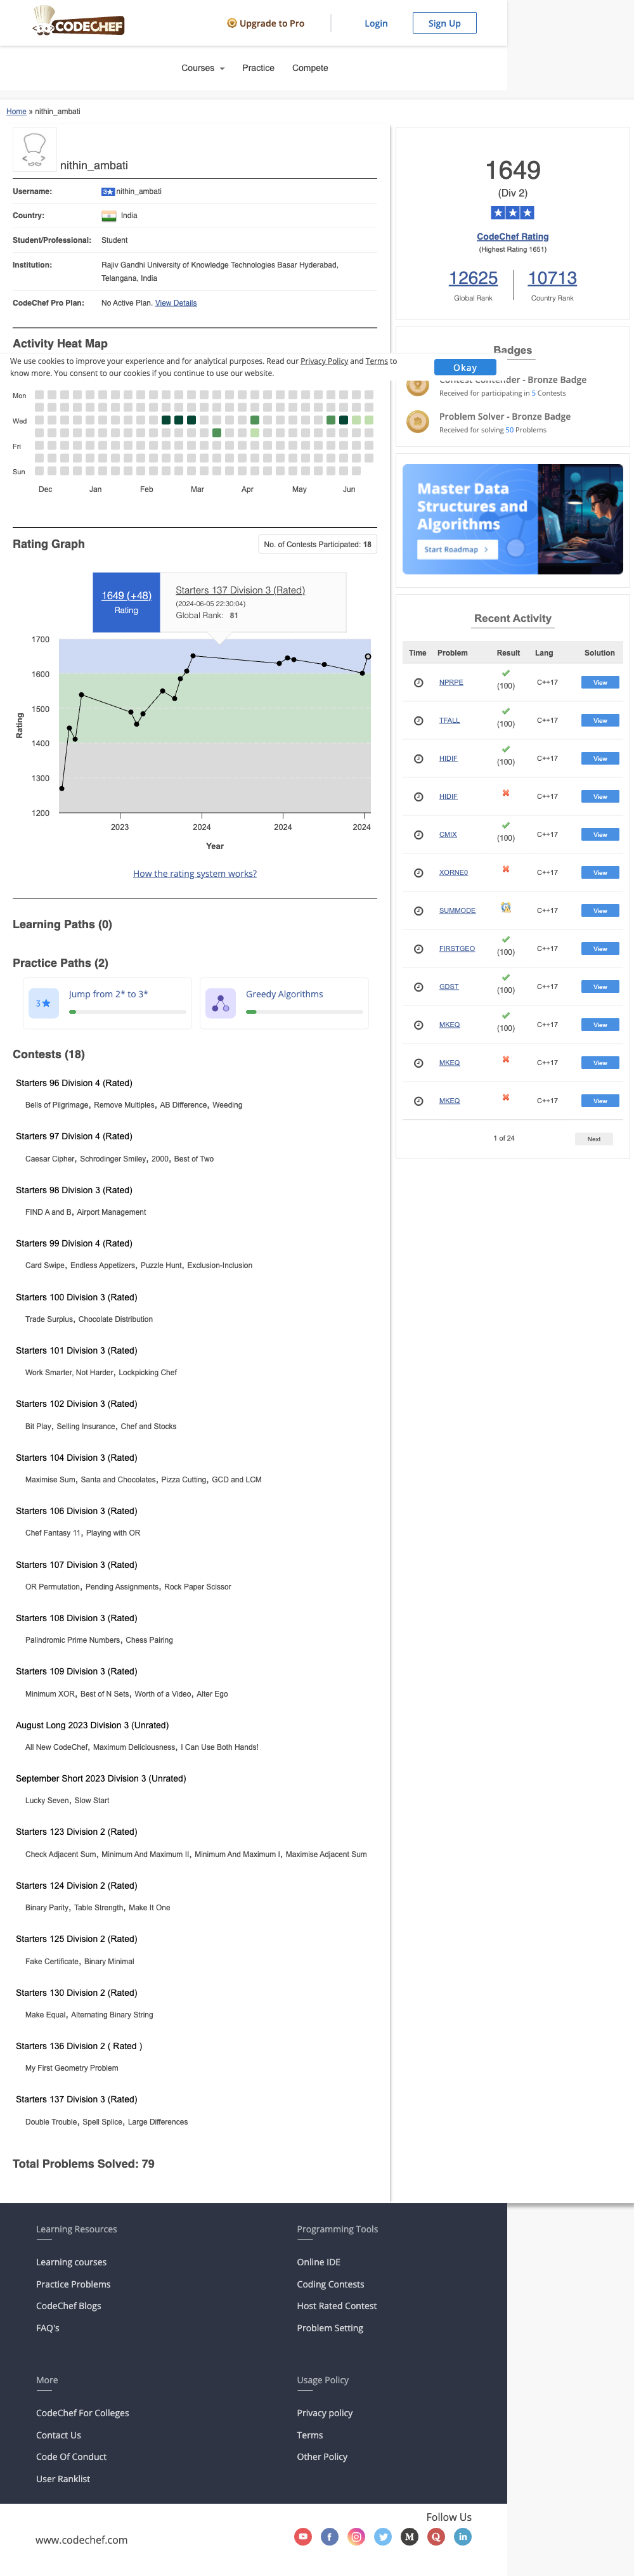 CODECHEF
Upgrade to Pro
Login
Sign Up
Courses
Practice
Compete
Home » nithin_ambati
nithin_ambati
Username: 3★ nithin_ambati
Country: India
Student/Professional: Student
Institution: Rajiv Gandhi University of Knowledge Technologies Basar Hyderabad,
Telangana, India
CodeChef Pro Plan: No Active Plan. View Details
1649
(Div 2)
★★★
CodeChef Rating
(Highest Rating 1651)
12625
Global Rank
10713
Country Rank
Activity Heat Map
We use cookies to improve your experience and for analytical purposes. Read our Privacy Policy and Terms to
know more. You consent to our cookies if you continue to use our website.
Okay
Mon
Wed
Fri
Sun
Dec Jan Feb Mar Apr May Jun
Badges
Contest Contender - Bronze Badge
Received for participating in 5 Contests
Problem Solver - Bronze Badge
Received for solving 50 Problems
Master Data
Structures and
Algorithms
Start Roadmap >
Rating Graph
No. of Contests Participated: 18
1649 (+48)
Rating
Starters 137 Division 3 (Rated)
(2024-06-05 22:30:04)
Global Rank: 81
1700
1600
1500
1400
1300
1200
Rating
2023 2024 2024 2024
Year
How the rating system works?
Recent Activity
Time Problem Result Lang Solution
NPRPE (100) C++17 View
TFALL (100) C++17 View
HIDIF (100) C++17 View
HIDIF C++17 View
CMIX (100) C++17 View
XORNE0 C++17 View
SUMMODE C++17 View
FIRSTGEO (100) C++17 View
GDST (100) C++17 View
MKEQ (100) C++17 View
MKEQ C++17 View
MKEQ C++17 View
1 of 24
Next
Learning Paths (0)
Practice Paths (2)
3★
Jump from 2* to 3*
Greedy Algorithms
Contests (18)
Starters 96 Division 4 (Rated)
Bells of Pilgrimage, Remove Multiples, AB Difference, Weeding
Starters 97 Division 4 (Rated)
Caesar Cipher, Schrodinger Smiley, 2000, Best of Two
Starters 98 Division 3 (Rated)
FIND A and B, Airport Management
Starters 99 Division 4 (Rated)
Card Swipe, Endless Appetizers, Puzzle Hunt, Exclusion-Inclusion
Starters 100 Division 3 (Rated)
Trade Surplus, Chocolate Distribution
Starters 101 Division 3 (Rated)
Work Smarter, Not Harder, Lockpicking Chef
Starters 102 Division 3 (Rated)
Bit Play, Selling Insurance, Chef and Stocks
Starters 104 Division 3 (Rated)
Maximise Sum, Santa and Chocolates, Pizza Cutting, GCD and LCM
Starters 106 Division 3 (Rated)
Chef Fantasy 11, Playing with OR
Starters 107 Division 3 (Rated)
OR Permutation, Pending Assignments, Rock Paper Scissor
Starters 108 Division 3 (Rated)
Palindromic Prime Numbers, Chess Pairing
Starters 109 Division 3 (Rated)
Minimum XOR, Best of N Sets, Worth of a Video, Alter Ego
August Long 2023 Division 3 (Unrated)
All New CodeChef, Maximum Deliciousness, I Can Use Both Hands!
September Short 2023 Division 3 (Unrated)
Lucky Seven, Slow Start
Starters 123 Division 2 (Rated)
Check Adjacent Sum, Minimum And Maximum II, Minimum And Maximum I, Maximise Adjacent Sum
Starters 124 Division 2 (Rated)
Binary Parity, Table Strength, Make It One
Starters 125 Division 2 (Rated)
Fake Certificate, Binary Minimal
Starters 130 Division 2 (Rated)
Make Equal, Alternating Binary String
Starters 136 Division 2 ( Rated )
My First Geometry Problem
Starters 137 Division 3 (Rated)
Double Trouble, Spell Splice, Large Differences
Total Problems Solved: 79
Learning Resources
Learning courses
Practice Problems
CodeChef Blogs
FAQ's
Programming Tools
Online IDE
Coding Contests
Host Rated Contest
Problem Setting
More
CodeChef For Colleges
Contact Us
Code Of Conduct
User Ranklist
Usage Policy
Privacy policy
Terms
Other Policy
www.codechef.com
Follow Us